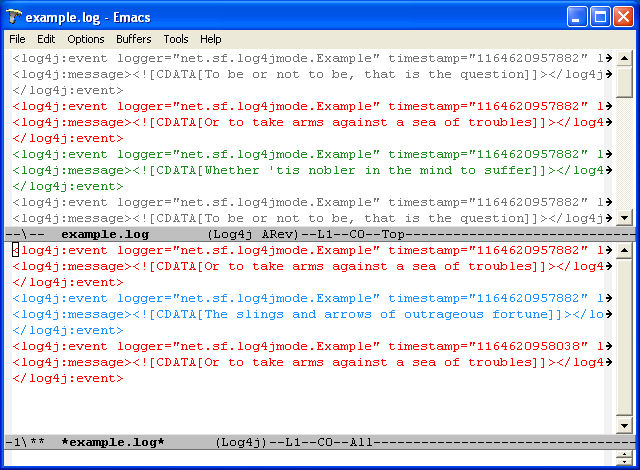 example.log - Emacs
File Edit Options Buffers Tools Help
<log4j:event logger="net.sf.log4jmode.Example" timestamp="1164620957882" l
<log4j:message><![CDATA[To be or not to be, that is the question]]></log4j
</log4j:event>
<log4j:event logger="net.sf.log4jmode.Example" timestamp="1164620957882" l
<log4j:message><![CDATA[Or to take arms against a sea of troubles]]></log4
</log4j:event>
<log4j:event logger="net.sf.log4jmode.Example" timestamp="1164620957882" l
<log4j:message><![CDATA[Whether 'tis nobler in the mind to suffer]]></log4
</log4j:event>
<log4j:event logger="net.sf.log4jmode.Example" timestamp="1164620957882" l
<log4j:message><![CDATA[To be or not to be, that is the question]]></log4j
--\-- example.log (Log4j ARev)--L1--C0--Top----------------------------
<log4j:event logger="net.sf.log4jmode.Example" timestamp="1164620957882" l
<log4j:message><![CDATA[Or to take arms against a sea of troubles]]></log4
</log4j:event>
<log4j:event logger="net.sf.log4jmode.Example" timestamp="1164620957882" l
<log4j:message><![CDATA[The slings and arrows of outrageous fortune]]></lo
</log4j:event>
<log4j:event logger="net.sf.log4jmode.Example" timestamp="1164620958038" l
<log4j:message><![CDATA[Or to take arms against a sea of troubles]]></log4
</log4j:event>
-1\** *example.log* (Log4j)--L1--C0--All--------------------------------